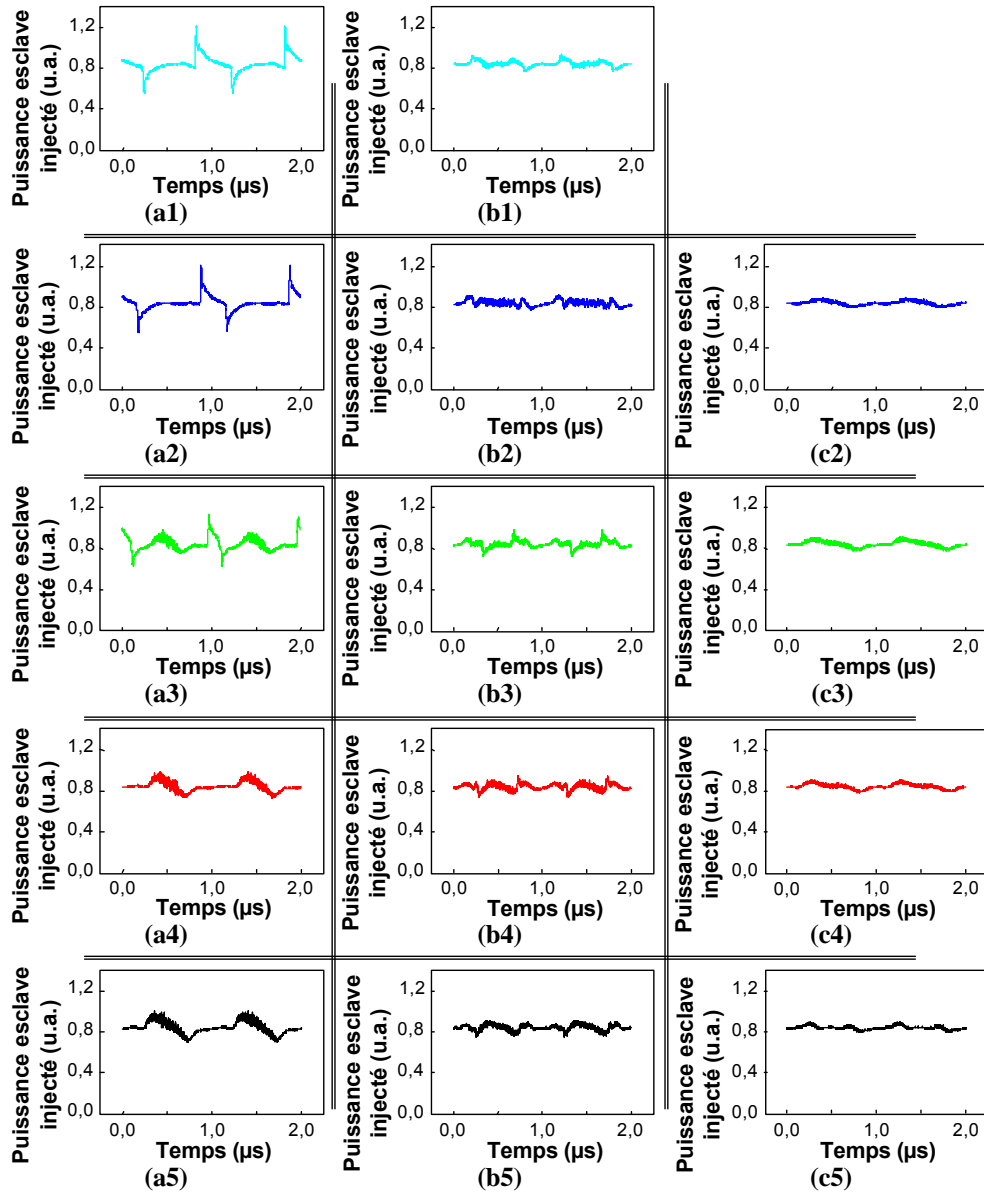 Puissance esclave
injecté (u.a.)
1,2
0,8
0,4
0,0
0,0 1,0 2,0
Temps (µs)
(a1)
Puissance esclave
injecté (u.a.)
1,2
0,8
0,4
0,0
0,0 1,0 2,0
Temps (µs)
(b1)
Puissance esclave
injecté (u.a.)
1,2
0,8
0,4
0,0
0,0 1,0 2,0
Temps (µs)
(a2)
Puissance esclave
injecté (u.a.)
1,2
0,8
0,4
0,0
0,0 1,0 2,0
Temps (µs)
(b2)
Puissance esclave
injecté (u.a.)
1,2
0,8
0,4
0,0
0,0 1,0 2,0
Temps (µs)
(c2)
Puissance esclave
injecté (u.a.)
1,2
0,8
0,4
0,0
0,0 1,0 2,0
Temps (µs)
(a3)
Puissance esclave
injecté (u.a.)
1,2
0,8
0,4
0,0
0,0 1,0 2,0
Temps (µs)
(b3)
Puissance esclave
injecté (u.a.)
1,2
0,8
0,4
0,0
0,0 1,0 2,0
Temps (µs)
(c3)
Puissance esclave
injecté (u.a.)
1,2
0,8
0,4
0,0
0,0 1,0 2,0
Temps (µs)
(a4)
Puissance esclave
injecté (u.a.)
1,2
0,8
0,4
0,0
0,0 1,0 2,0
Temps (µs)
(b4)
Puissance esclave
injecté (u.a.)
1,2
0,8
0,4
0,0
0,0 1,0 2,0
Temps (µs)
(c4)
Puissance esclave
injecté (u.a.)
1,2
0,8
0,4
0,0
0,0 1,0 2,0
Temps (µs)
(a5)
Puissance esclave
injecté (u.a.)
1,2
0,8
0,4
0,0
0,0 1,0 2,0
Temps (µs)
(b5)
Puissance esclave
injecté (u.a.)
1,2
0,8
0,4
0,0
0,0 1,0 2,0
Temps (µs)
(c5)